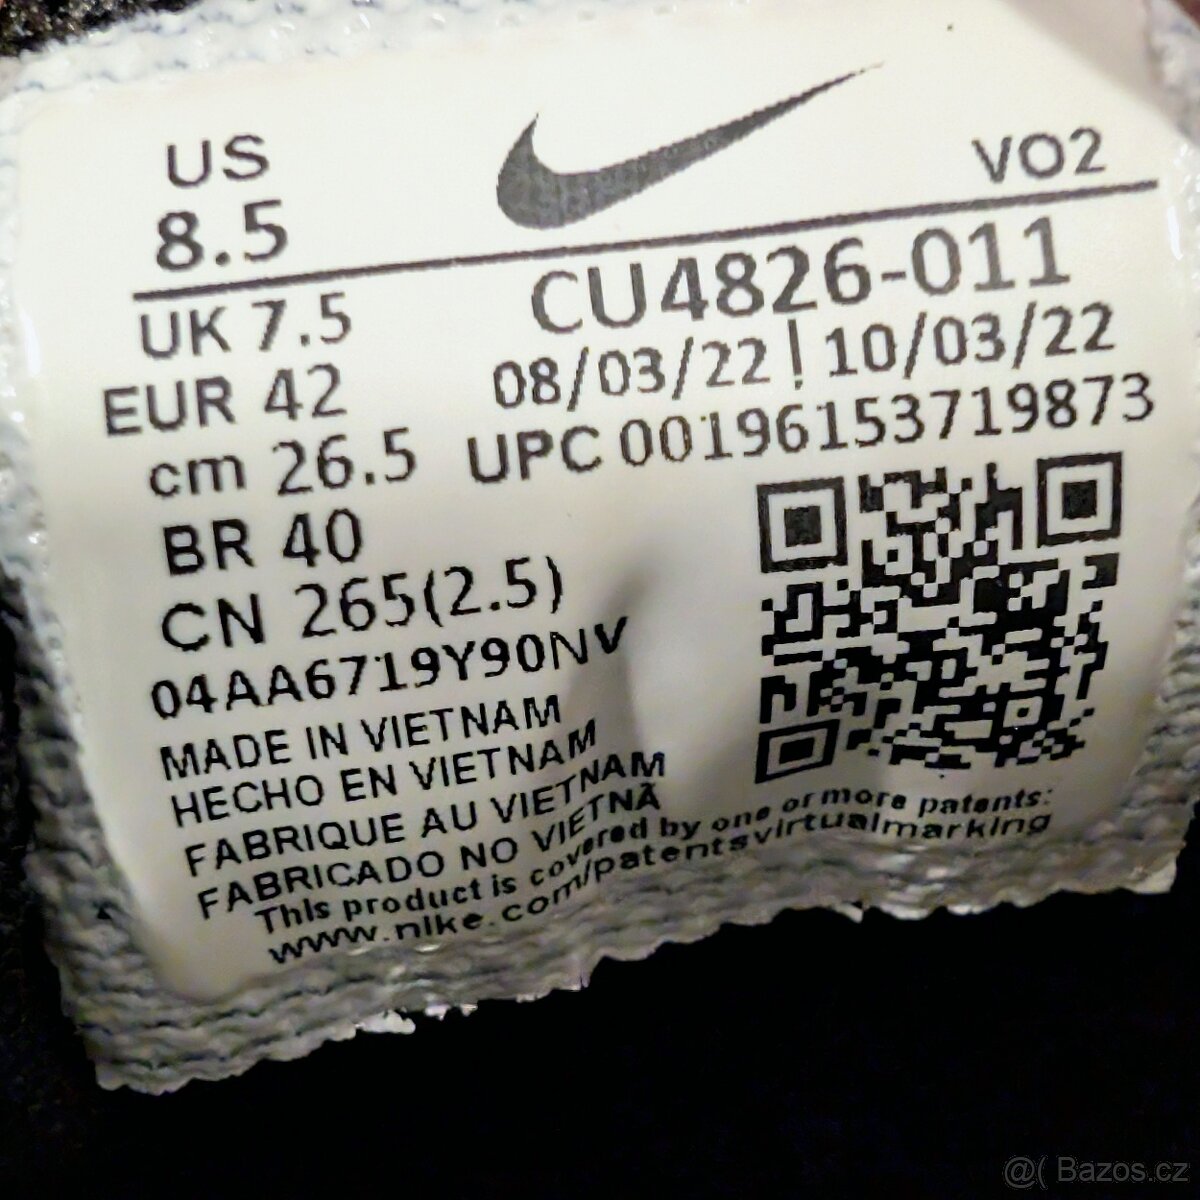 US
8.5
VO2
UK 7.5
EUR 42
cm 26.5
BR 40
CN 265(2.5)
04AA6719Y90NV
CU4826-011
08/03/22 | 10/03/22
UPC 00196153719873
MADE IN VIETNAM
HECHO EN VIETNAM
FABRIQUE AU VIETNAM
FABRICADO NO VIETNÃ
This product is covered by one or more patents:
www.nike.com/patentsvirtualmarking
@( Bazos.cz